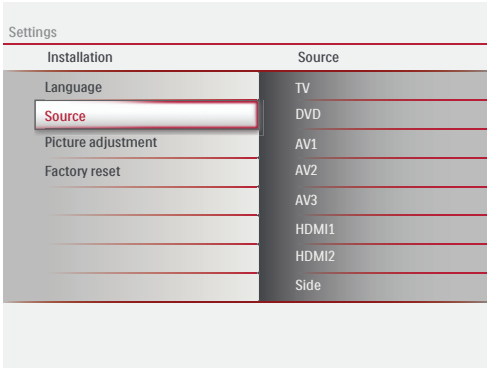 Settings
Installation
Source
Language
Source
Picture adjustment
Factory reset
TV
DVD
AV1
AV2
AV3
HDMI1
HDMI2
Side